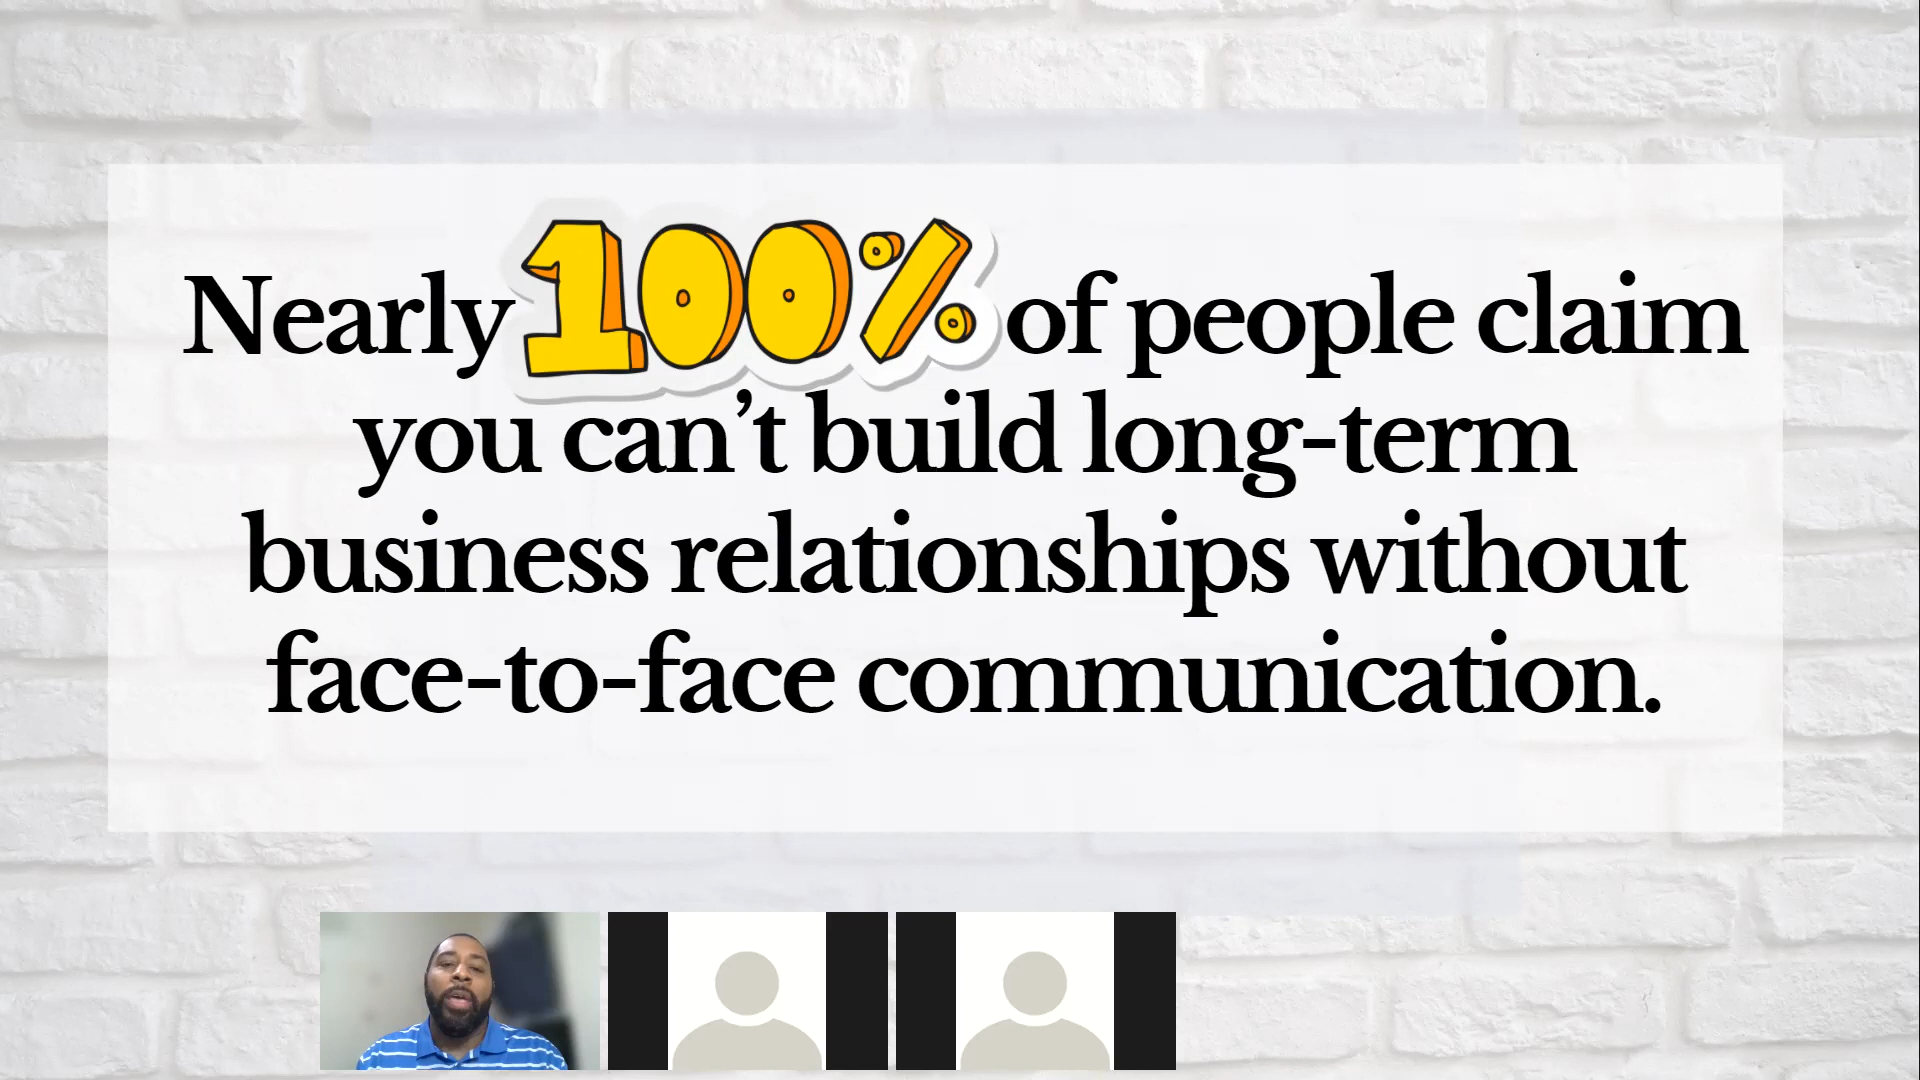 Nearly 100% of people claim
you can’t build long-term
business relationships without
face-to-face communication.